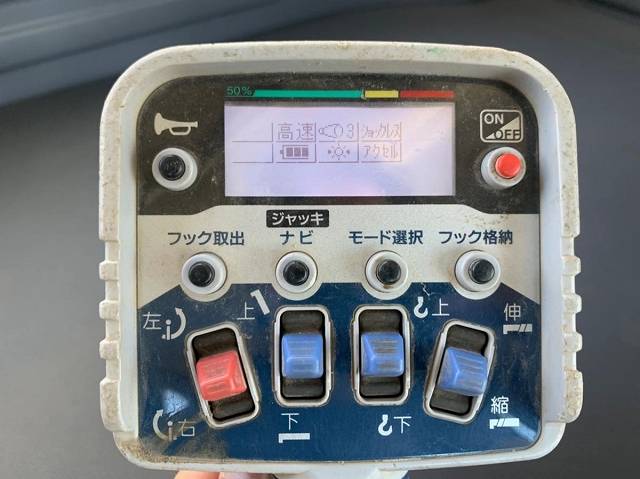 50%
ON
OFF
高速 3 ショックレス
アクセル
ジャッキ
フック取出 ナビ モード選択 フック格納
左 上 上 伸
右 下 下 縮